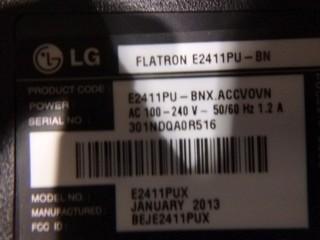 LG FLATRON E2411PU-BN
PRODUCT CODE E2411PU-BNX.ACCVOVN
POWER AC 100-240 V~ 50/60 Hz 1.2 A
SERIAL NO.: 301NDQA0R516
MODEL NO.: E2411PUX
MANUFACTURED: JANUARY 2013
FCC ID: BEJE2411PUX